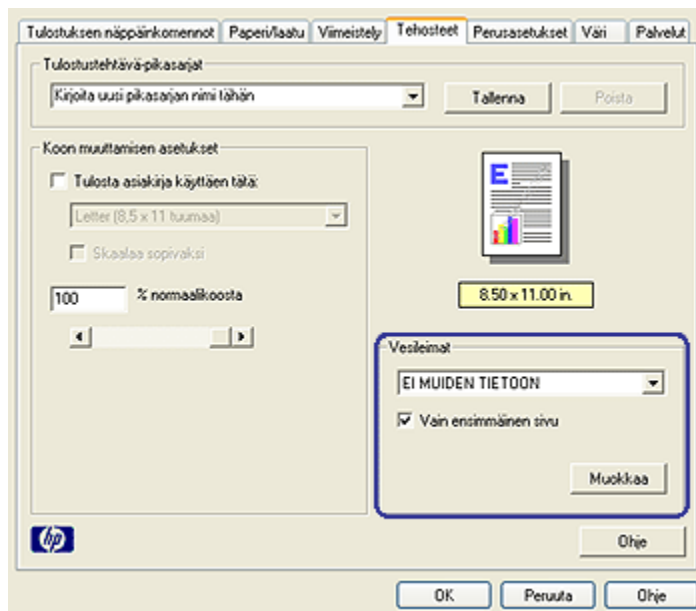 Tulostuksen näppäinkomennot Paperi/laatu Viimeistely Tehosteet Perusasetukset Väri Palvelut
Tulostustehtävä-pikasarjat
Kirjoita uusi pikasarjan nimi tähän Tallenna Poista
Koon muuttamisen asetukset
Tulosta asiakirja käyttäen tätä:
Letter (8,5 x 11 tuumaa)
Skaalaa sopivaksi
100 % normaalikoosta
E
8.50 x 11.00 in.
Vesileimat
EI MUIDEN TIETOON
Vain ensimmäinen sivu
Muokkaa
hp
Ohje
OK Peruuta Ohje